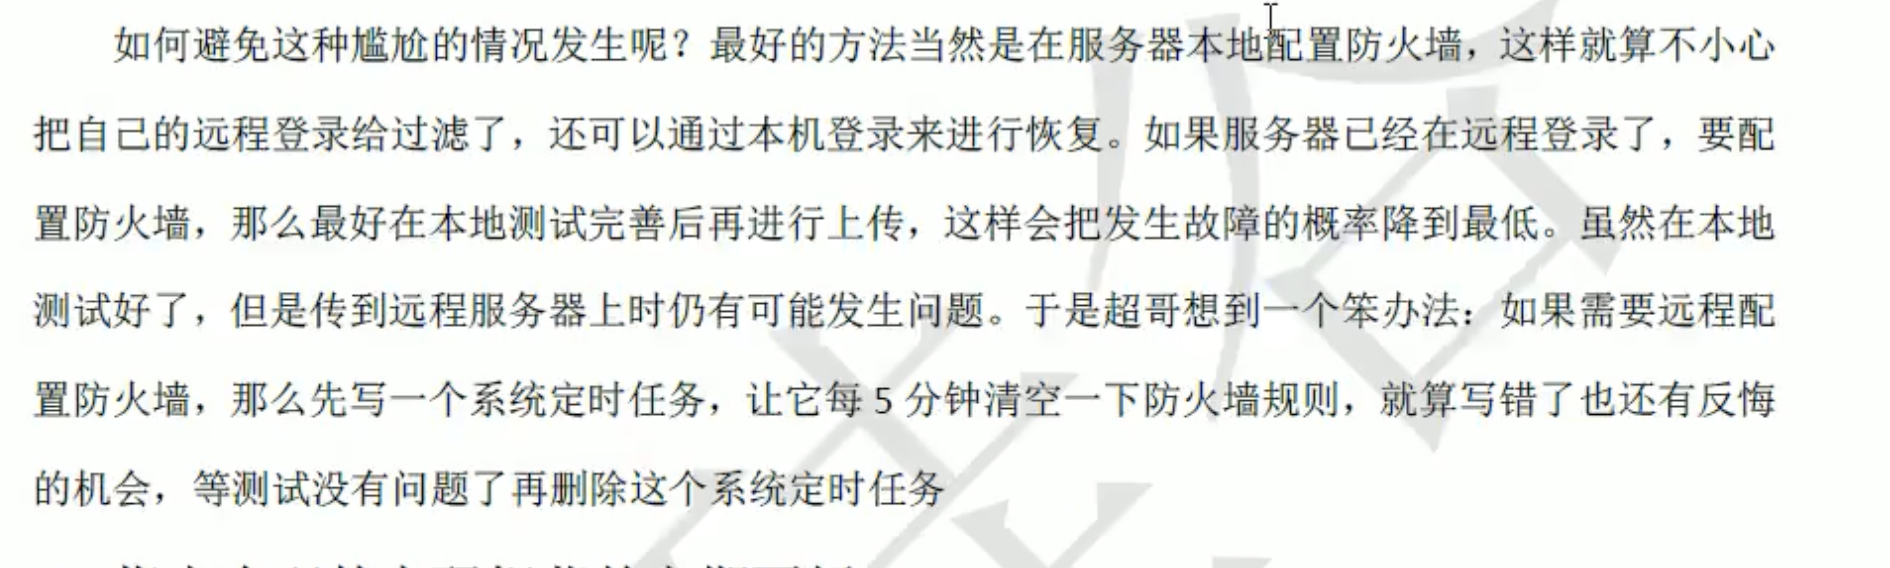 如何避免这种尴尬的情况发生呢？最好的方法当然是在服务器本地配置防火墙，这样就算不小心
把自己的远程登录给过滤了，还可以通过本机登录来进行恢复。如果服务器已经在远程登录了，要配
置防火墙，那么最好在本地测试完善后再进行上传，这样会把发生故障的概率降到最低。虽然在本地
测试好了，但是传到远程服务器上时仍有可能发生问题。于是超哥想到一个笨办法：如果需要远程配
置防火墙，那么先写一个系统定时任务，让它每 5 分钟清空一下防火墙规则，就算写错了也还有反悔
的机会，等测试没有问题了再删除这个系统定时任务